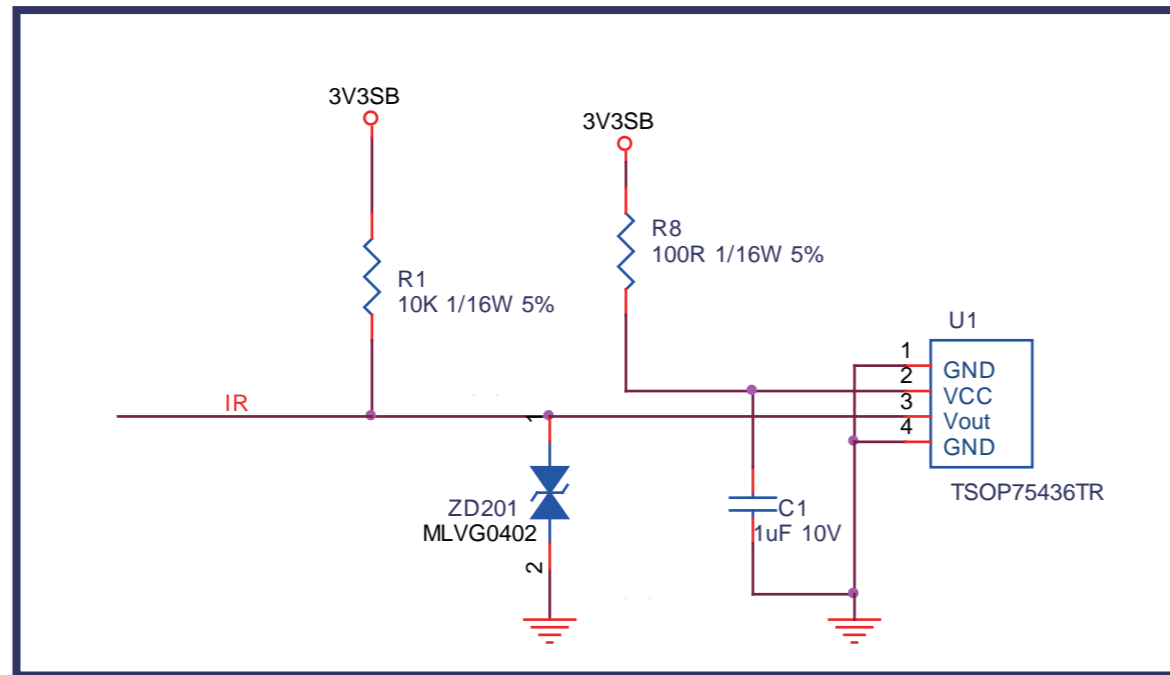 3V3SB
3V3SB
R8
100R 1/16W 5%
R1
10K 1/16W 5%
U1
1
GND
2
VCC
3
Vout
4
GND
TSOP75436TR
IR
1
ZD201
MLVG0402
2
C1
1uF 10V